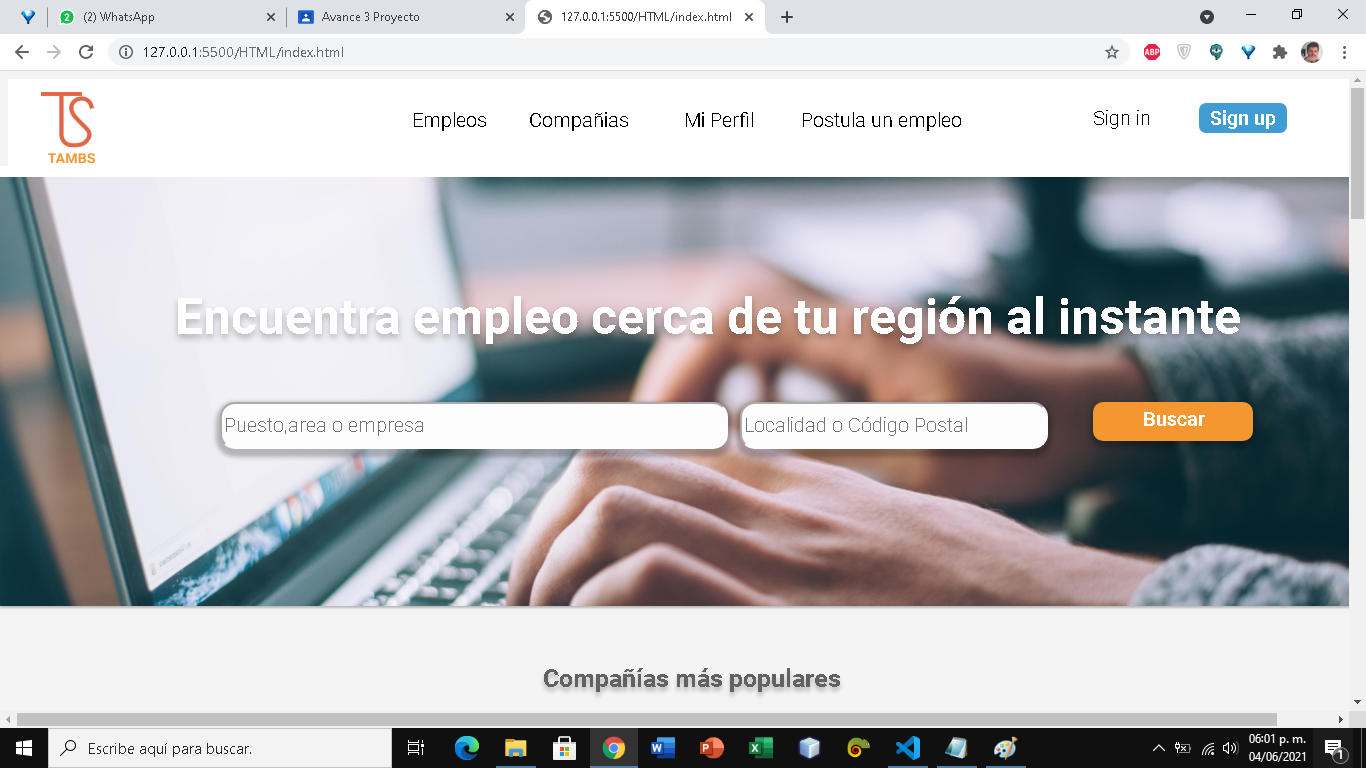 (2) WhatsApp
Avance 3 Proyecto
127.0.0.1:5500/HTML/index.html
127.0.0.1:5500/HTML/index.html
ABP
TS
TAMBS
Empleos
Compañias
Mi Perfil
Postula un empleo
Sign in
Sign up
Encuentra empleo cerca de tu región al instante
Puesto,area o empresa
Localidad o Código Postal
Buscar
Compañías más populares
Escribe aquí para buscar.
06:01 p. m.
04/06/2021
1